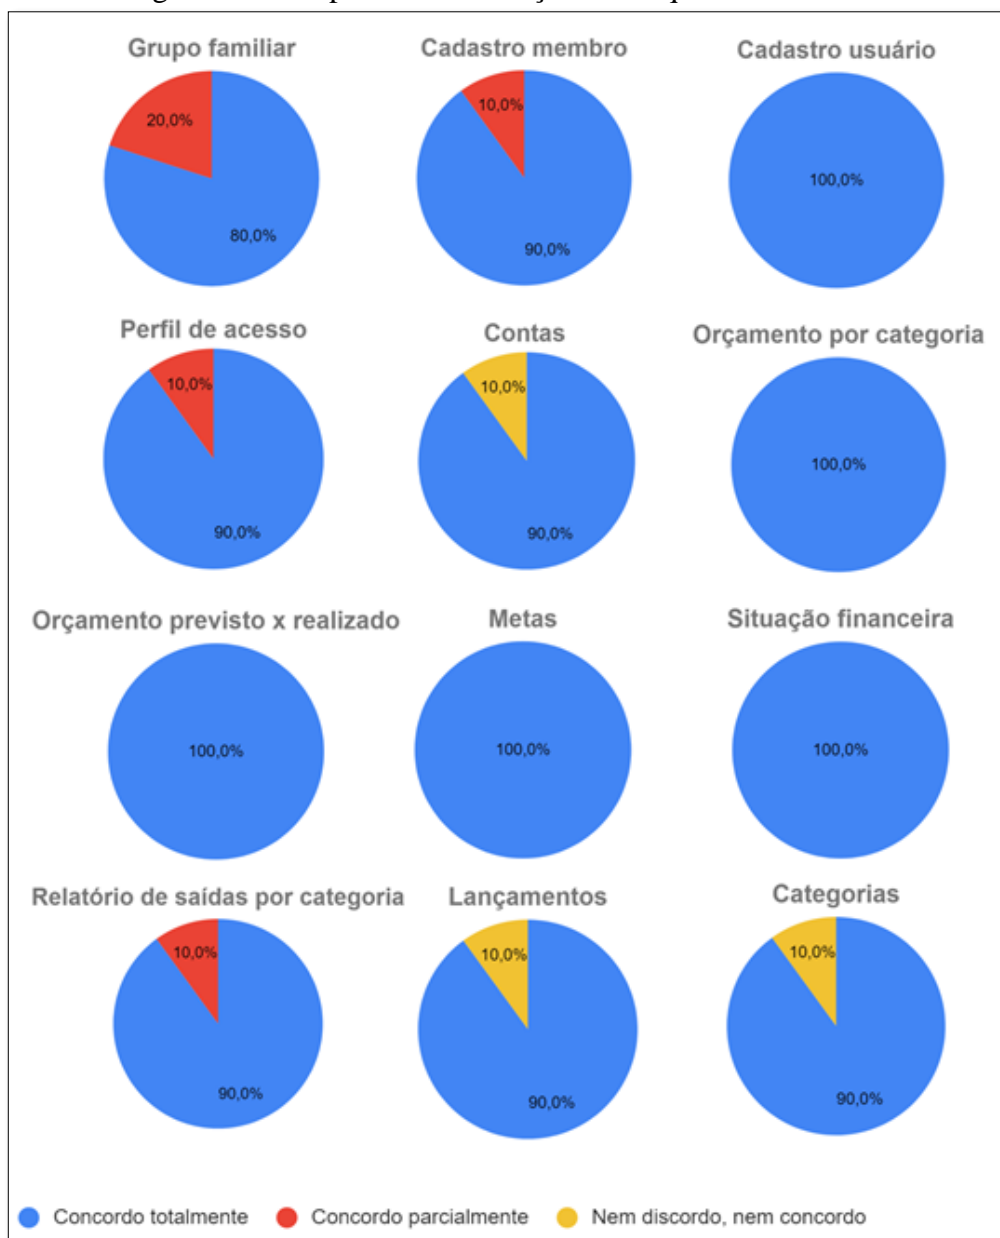 Grupo familiar
Cadastro membro
Cadastro usuário
20,0%
80,0%
10,0%
90,0%
100,0%
Perfil de acesso
Contas
Orçamento por categoria
10,0%
90,0%
10,0%
90,0%
100,0%
Orçamento previsto x realizado
Metas
Situação financeira
100,0%
100,0%
100,0%
Relatório de saídas por categoria
Lançamentos
Categorias
10,0%
90,0%
10,0%
90,0%
10,0%
90,0%
Concordo totalmente
Concordo parcialmente
Nem discordo, nem concordo